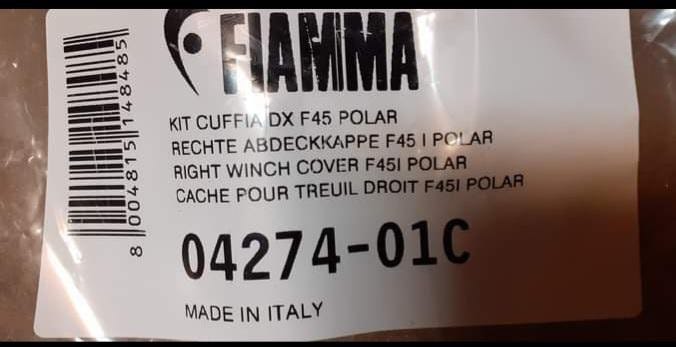 FIAMMA
KIT CUFFIA DX F45 POLAR
RECHTE ABDECKKAPPE F45 I POLAR
RIGHT WINCH COVER F45I POLAR
CACHE POUR TREUIL DROIT F45I POLAR
04274-01C
MADE IN ITALY
8 004815 148485